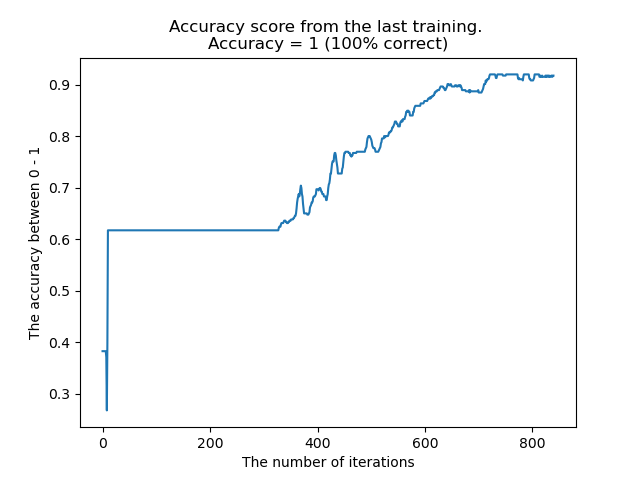 Accuracy score from the last training.
Accuracy = 1 (100% correct)
The accuracy between 0 - 1
0.9
0.8
0.7
0.6
0.5
0.4
0.3
0 200 400 600 800
The number of iterations